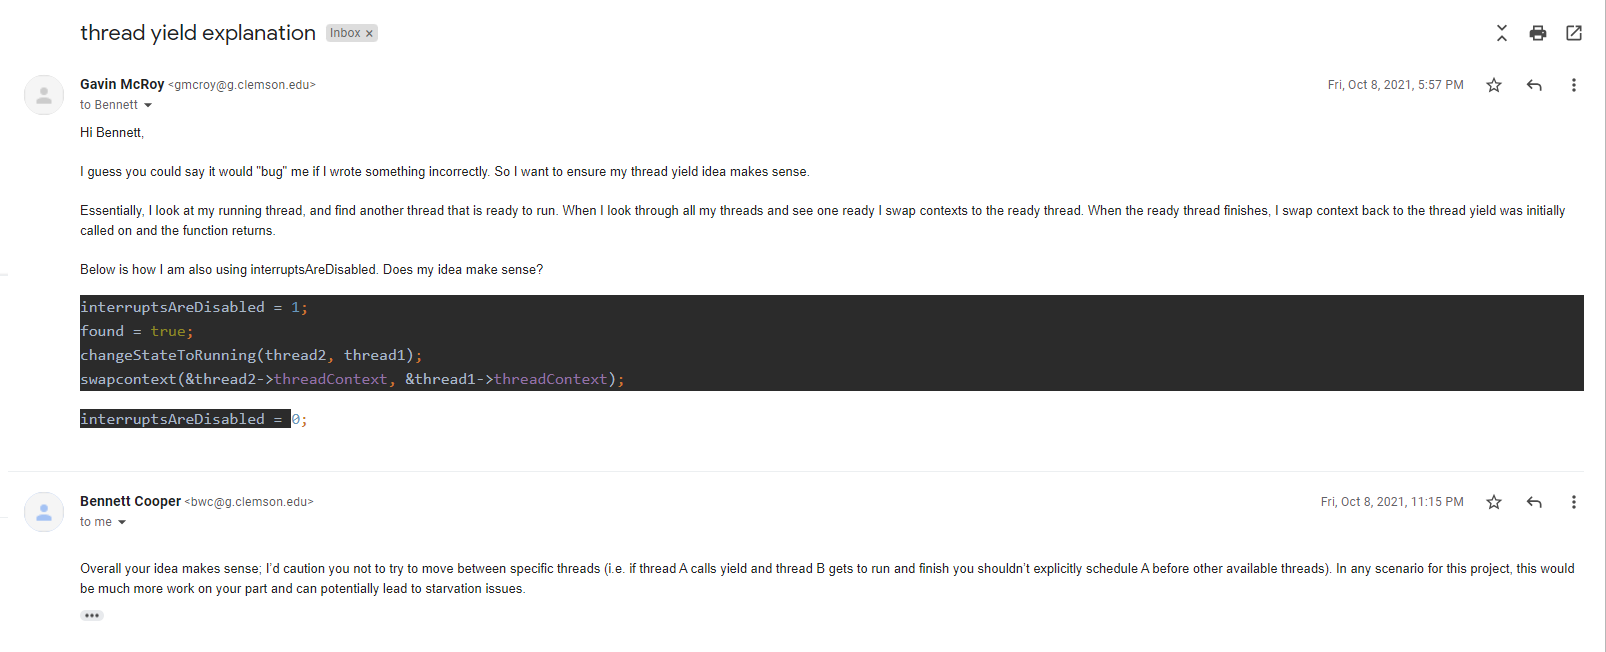 thread yield explanation Inbox ×
Gavin McRoy <gmcroy@g.clemson.edu> Fri, Oct 8, 2021, 5:57 PM
to Bennett
Hi Bennett,
I guess you could say it would "bug" me if I wrote something incorrectly. So I want to ensure my thread yield idea makes sense.
Essentially, I look at my running thread, and find another thread that is ready to run. When I look through all my threads and see one ready I swap contexts to the ready thread. When the ready thread finishes, I swap context back to the thread yield was initially
called on and the function returns.
Below is how I am also using interruptsAreDisabled. Does my idea make sense?
interruptsAreDisabled = 1;
found = true;
changeStateToRunning(thread2, thread1);
swapcontext(&thread2->threadContext, &thread1->threadContext);
interruptsAreDisabled = 0;
Bennett Cooper <bwc@g.clemson.edu> Fri, Oct 8, 2021, 11:15 PM
to me
Overall your idea makes sense; I'd caution you not to try to move between specific threads (i.e. if thread A calls yield and thread B gets to run and finish you shouldn't explicitly schedule A before other available threads). In any scenario for this project, this would
be much more work on your part and can potentially lead to starvation issues.